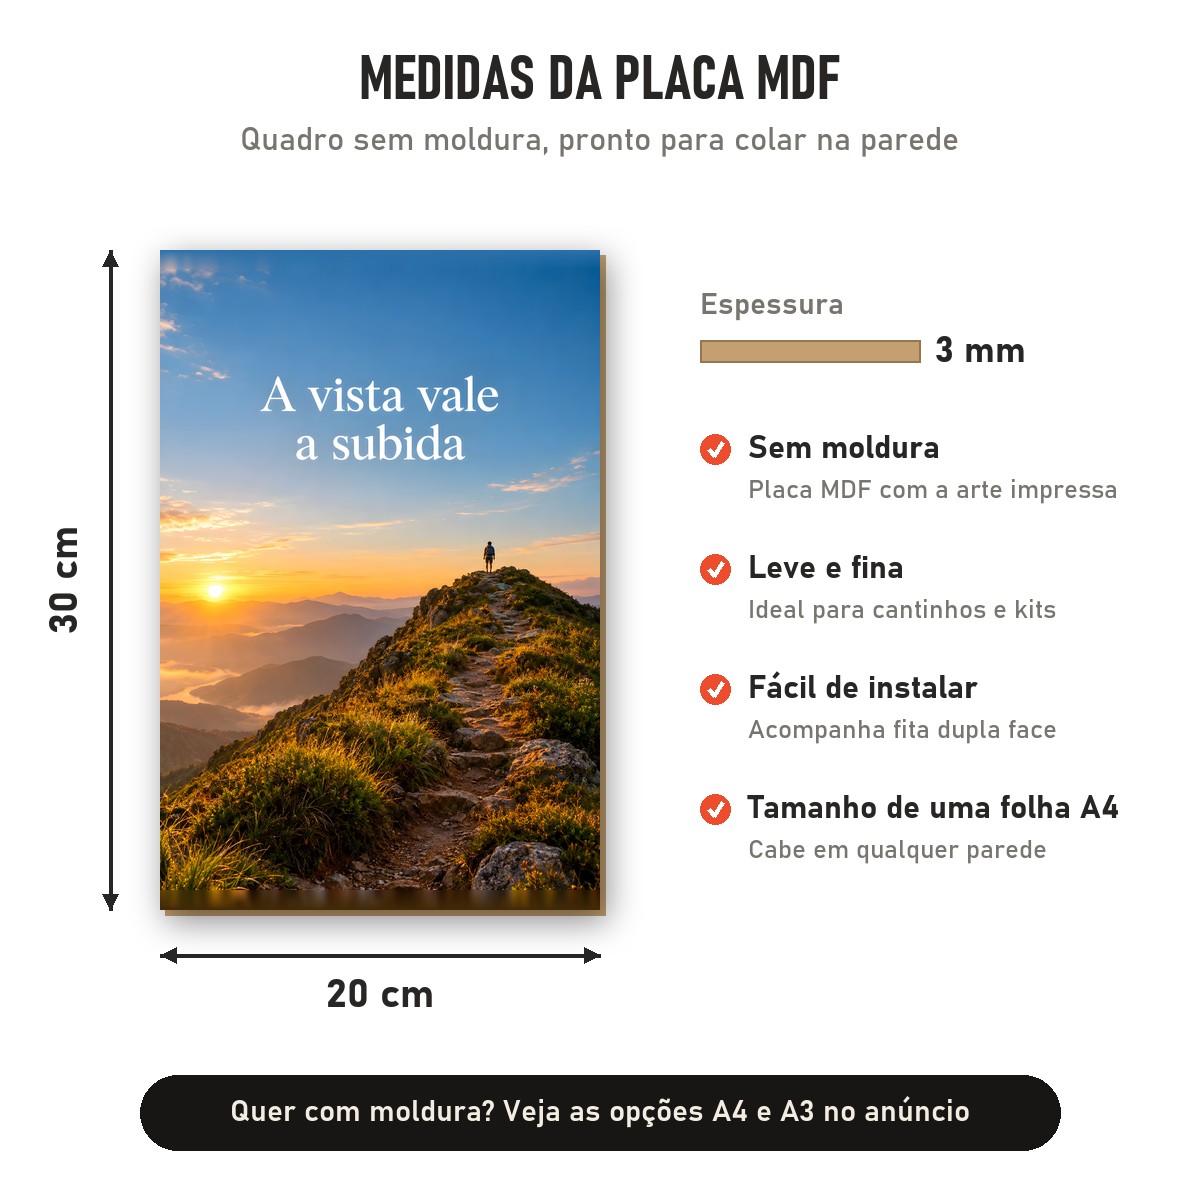 MEDIDAS DA PLACA MDF
Quadro sem moldura, pronto para colar na parede
A vista vale
a subida
30 cm
20 cm
Espessura
3 mm
Sem moldura
Placa MDF com a arte impressa
Leve e fina
Ideal para cantinhos e kits
Fácil de instalar
Acompanha fita dupla face
Tamanho de uma folha A4
Cabe em qualquer parede
Quer com moldura? Veja as opções A4 e A3 no anúncio